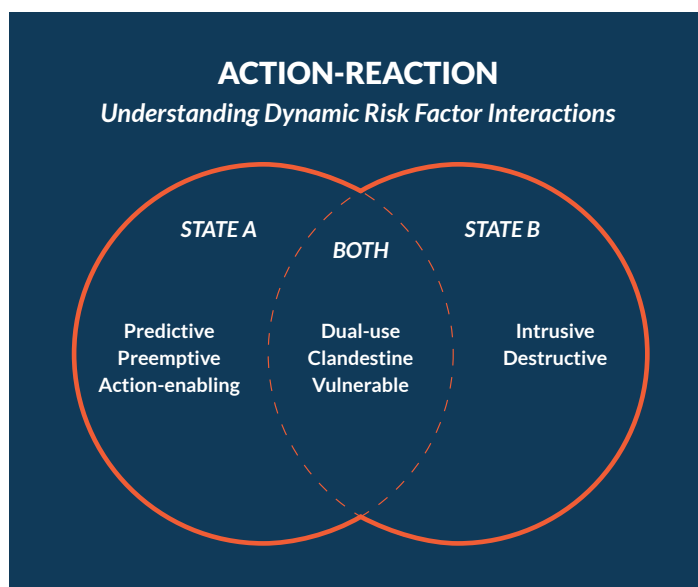 ACTION-REACTION
Understanding Dynamic Risk Factor Interactions
STATE A
BOTH
STATE B
Predictive
Preemptive
Action-enabling
Dual-use
Clandestine
Vulnerable
Intrusive
Destructive